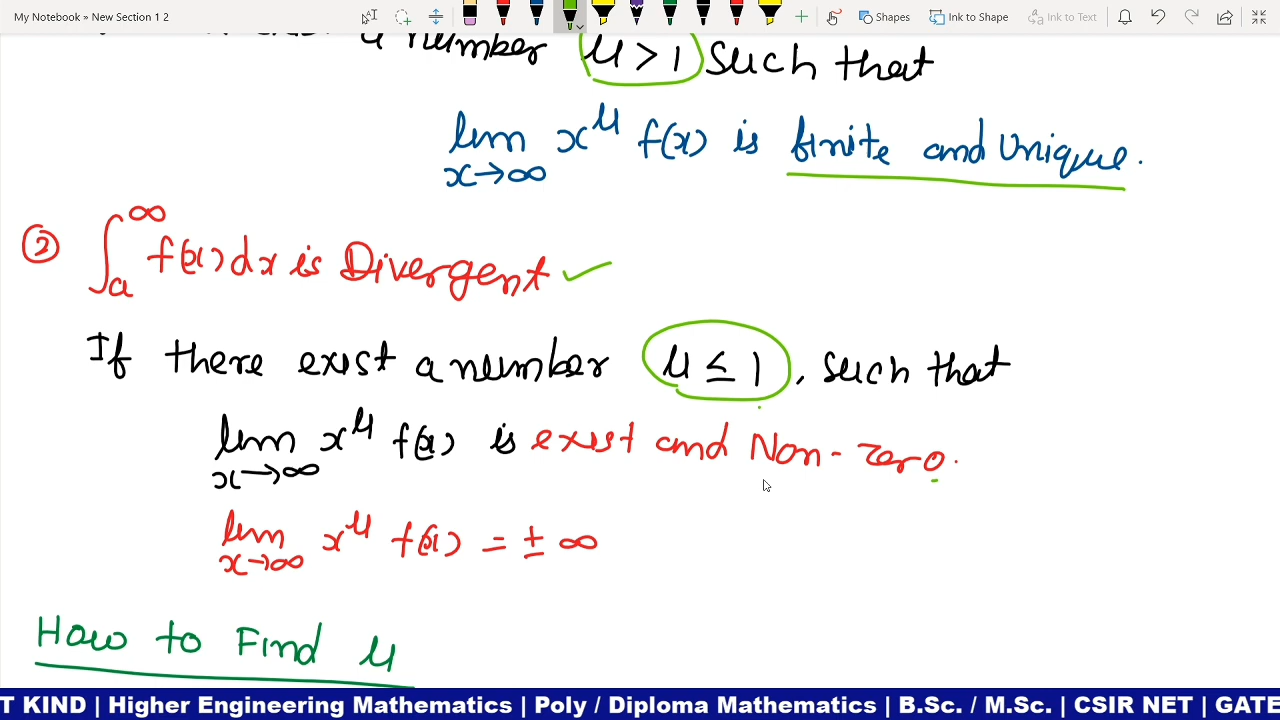 My Notebook » New Section 1 2
Shapes
Ink to Shape
Ink to Text
a number μ > 1 such that
lim x→∞ x^μ f(x) is finite and Unique.
② ∫_a^∞ f(x) dx is Divergent ✓
If there exist a number μ ≤ 1, such that
lim x→∞ x^μ f(x) is exist and Non-zero.
lim x→∞ x^μ f(x) = ± ∞
How to Find μ
T KIND | Higher Engineering Mathematics | Poly / Diploma Mathematics | B.Sc. / M.Sc. | CSIR NET | GATE